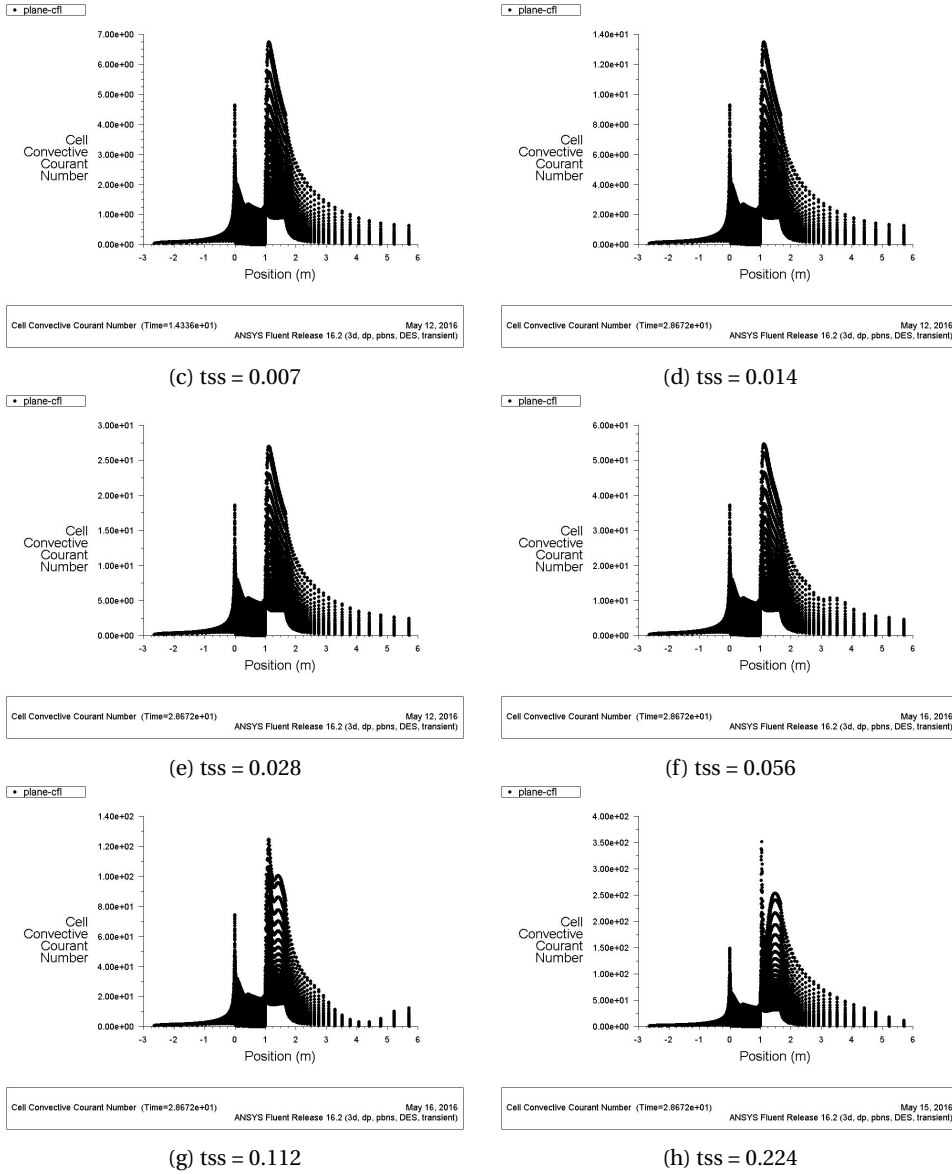 plane-cfl
7.00e+00
6.00e+00
5.00e+00
4.00e+00
3.00e+00
2.00e+00
1.00e+00
0.00e+00
Cell
Convective
Courant
Number
-3 -2 -1 0 1 2 3 4 5 6
Position (m)
Cell Convective Courant Number (Time=1.4336e+01) May 12, 2016
ANSYS Fluent Release 16.2 (3d, dp, pbns, DES, transient)
(c) tss = 0.007
plane-cfl
1.40e+01
1.20e+01
1.00e+01
8.00e+00
6.00e+00
4.00e+00
2.00e+00
0.00e+00
Cell
Convective
Courant
Number
-3 -2 -1 0 1 2 3 4 5 6
Position (m)
Cell Convective Courant Number (Time=2.8672e+01) May 12, 2016
ANSYS Fluent Release 16.2 (3d, dp, pbns, DES, transient)
(d) tss = 0.014
plane-cfl
3.00e+01
2.50e+01
2.00e+01
1.50e+01
1.00e+01
5.00e+00
0.00e+00
Cell
Convective
Courant
Number
-3 -2 -1 0 1 2 3 4 5 6
Position (m)
Cell Convective Courant Number (Time=2.8672e+01) May 12, 2016
ANSYS Fluent Release 16.2 (3d, dp, pbns, DES, transient)
(e) tss = 0.028
plane-cfl
6.00e+01
5.00e+01
4.00e+01
3.00e+01
2.00e+01
1.00e+01
0.00e+00
Cell
Convective
Courant
Number
-3 -2 -1 0 1 2 3 4 5 6
Position (m)
Cell Convective Courant Number (Time=2.8672e+01) May 16, 2016
ANSYS Fluent Release 16.2 (3d, dp, pbns, DES, transient)
(f) tss = 0.056
plane-cfl
1.40e+02
1.20e+02
1.00e+02
8.00e+01
6.00e+01
4.00e+01
2.00e+01
0.00e+00
Cell
Convective
Courant
Number
-3 -2 -1 0 1 2 3 4 5 6
Position (m)
Cell Convective Courant Number (Time=2.8672e+01) May 16, 2016
ANSYS Fluent Release 16.2 (3d, dp, pbns, DES, transient)
(g) tss = 0.112
plane-cfl
4.00e+02
3.50e+02
3.00e+02
2.50e+02
2.00e+02
1.50e+02
1.00e+02
5.00e+01
0.00e+00
Cell
Convective
Courant
Number
-3 -2 -1 0 1 2 3 4 5 6
Position (m)
Cell Convective Courant Number (Time=2.8672e+01) May 15, 2016
ANSYS Fluent Release 16.2 (3d, dp, pbns, DES, transient)
(h) tss = 0.224